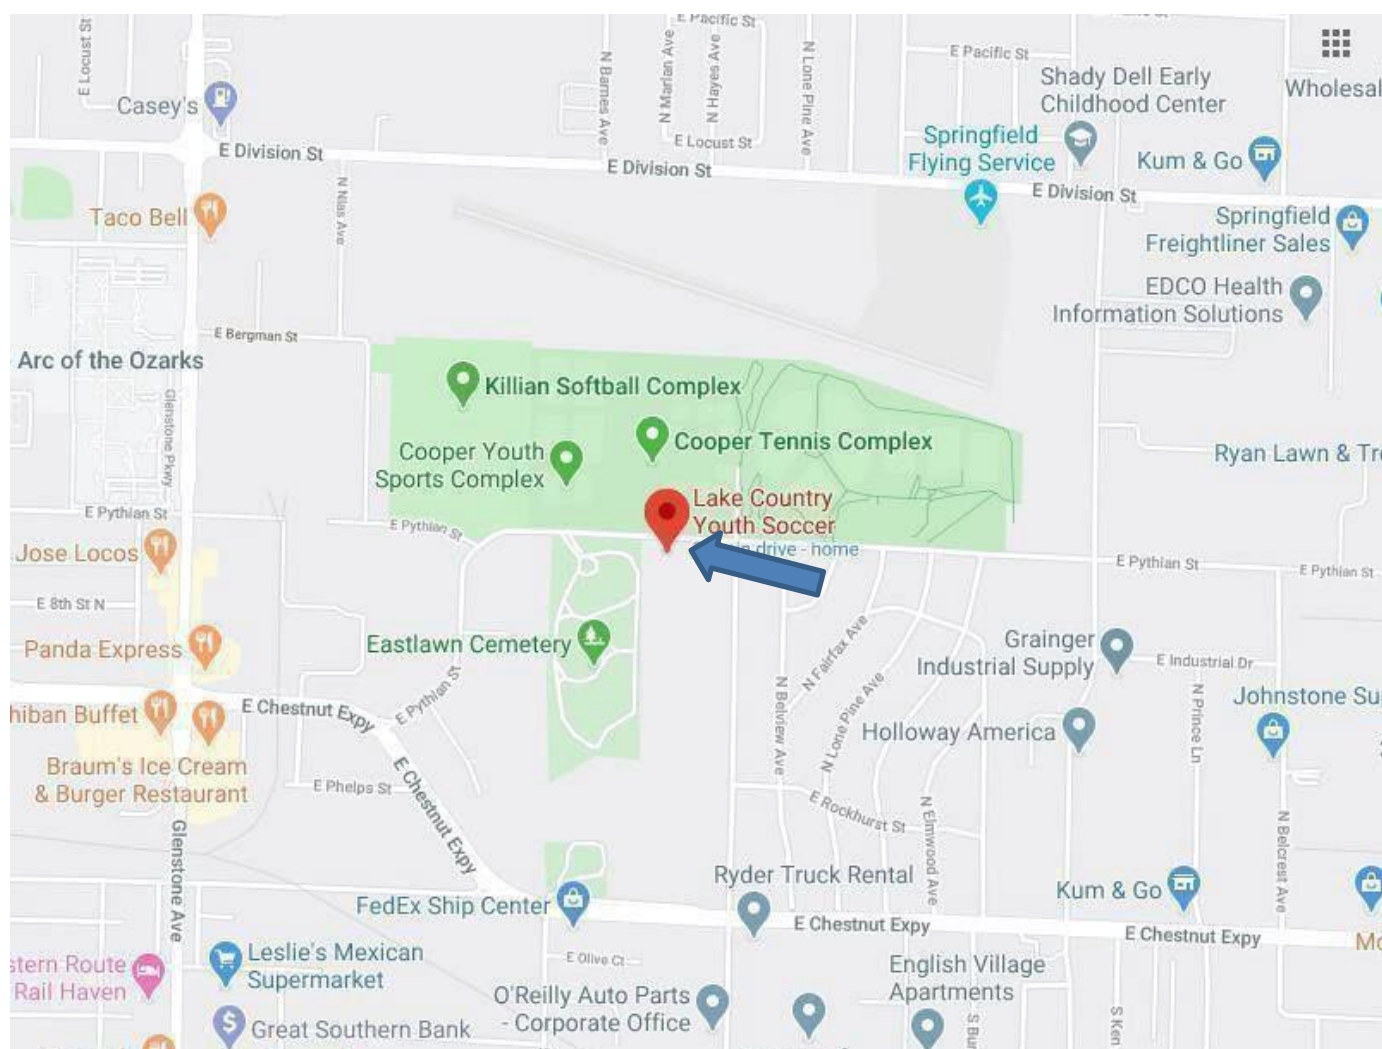 E Pacific St
E Locust St
N Barnes Ave
N Marlan Ave
N Hayes Ave
N Lone Pine Ave
E Pacific St
Shady Dell Early
Childhood Center
Wholesal
Casey's
E Division St
E Locust St
E Division St
Springfield
Flying Service
Kum & Go
E Division St
Taco Bell
N Nias Ave
Springfield
Freightliner Sales
EDCO Health
Information Solutions
E Bergman St
Arc of the Ozarks
Glenstone Pkwy
Killian Softball Complex
Cooper Youth
Sports Complex
Cooper Tennis Complex
Ryan Lawn & Tr
Lake Country
Youth Soccer
drive - home
E Pythian St
E Pythian St
E Pythian St
E Pythian St
Jose Locos
E 8th St N
Panda Express
Eastlawn Cemetery
N Fairfax Ave
Grainger
Industrial Supply
E Industrial Dr
E Pythian St
N Belview Ave
N Lone Pine Ave
N Prince Ln
Johnstone Su
hiban Buffet
E Chestnut Expy
Holloway America
Braum's Ice Cream
& Burger Restaurant
E Phelps St
E Chestnut Expy
E Rockhurst St
N Elmwood Ave
N Belcrest Ave
Glenstone Ave
Ryder Truck Rental
Kum & Go
FedEx Ship Center
E Chestnut Expy
E Chestnut Expy
Mo
stern Route
Rail Haven
Leslie's Mexican
Supermarket
E Olive Ct
English Village
Apartments
O'Reilly Auto Parts
- Corporate Office
Great Southern Bank
S Bur
S Ken